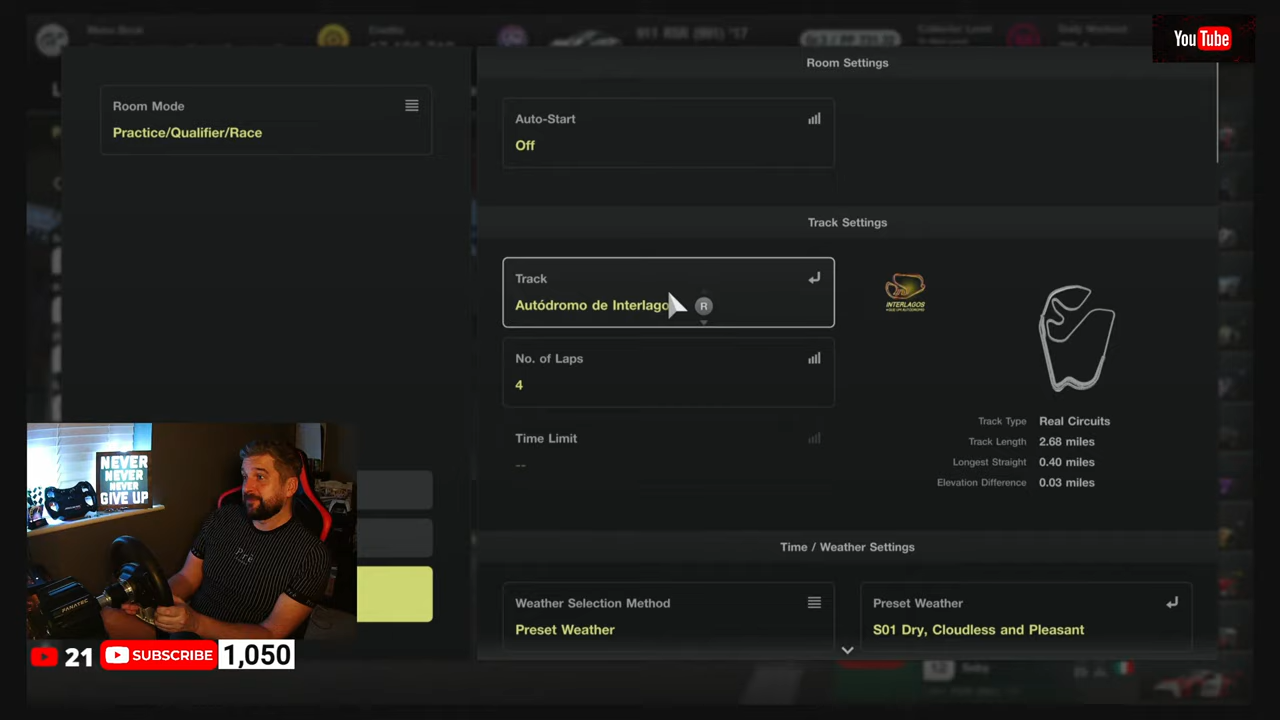 YouTube
Room Settings
Room Mode
Practice/Qualifier/Race
Auto-Start
Off
Track Settings
Track
Autódromo de Interlago
R
INTERLAGOS
No. of Laps
4
Time Limit
--
Track Type Real Circuits
Track Length 2.68 miles
Longest Straight 0.40 miles
Elevation Difference 0.03 miles
Time / Weather Settings
Weather Selection Method
Preset Weather
Preset Weather
S01 Dry, Cloudless and Pleasant
NEVER
NEVER
NEVER
GIVE UP
Pré
FANATEC
21 SUBSCRIBE 1,050